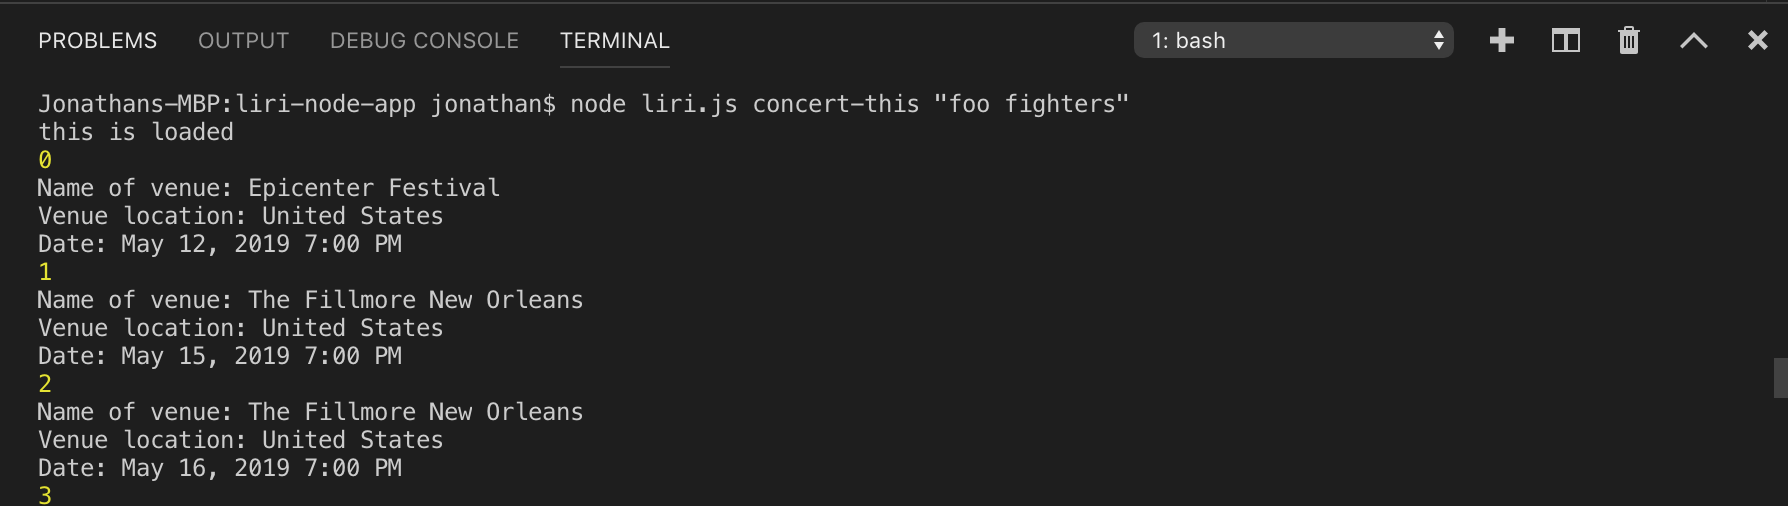 PROBLEMS OUTPUT DEBUG CONSOLE TERMINAL 1: bash
Jonathans-MBP:liri-node-app jonathan$ node liri.js concert-this "foo fighters"
this is loaded
0
Name of venue: Epicenter Festival
Venue location: United States
Date: May 12, 2019 7:00 PM
1
Name of venue: The Fillmore New Orleans
Venue location: United States
Date: May 15, 2019 7:00 PM
2
Name of venue: The Fillmore New Orleans
Venue location: United States
Date: May 16, 2019 7:00 PM
3